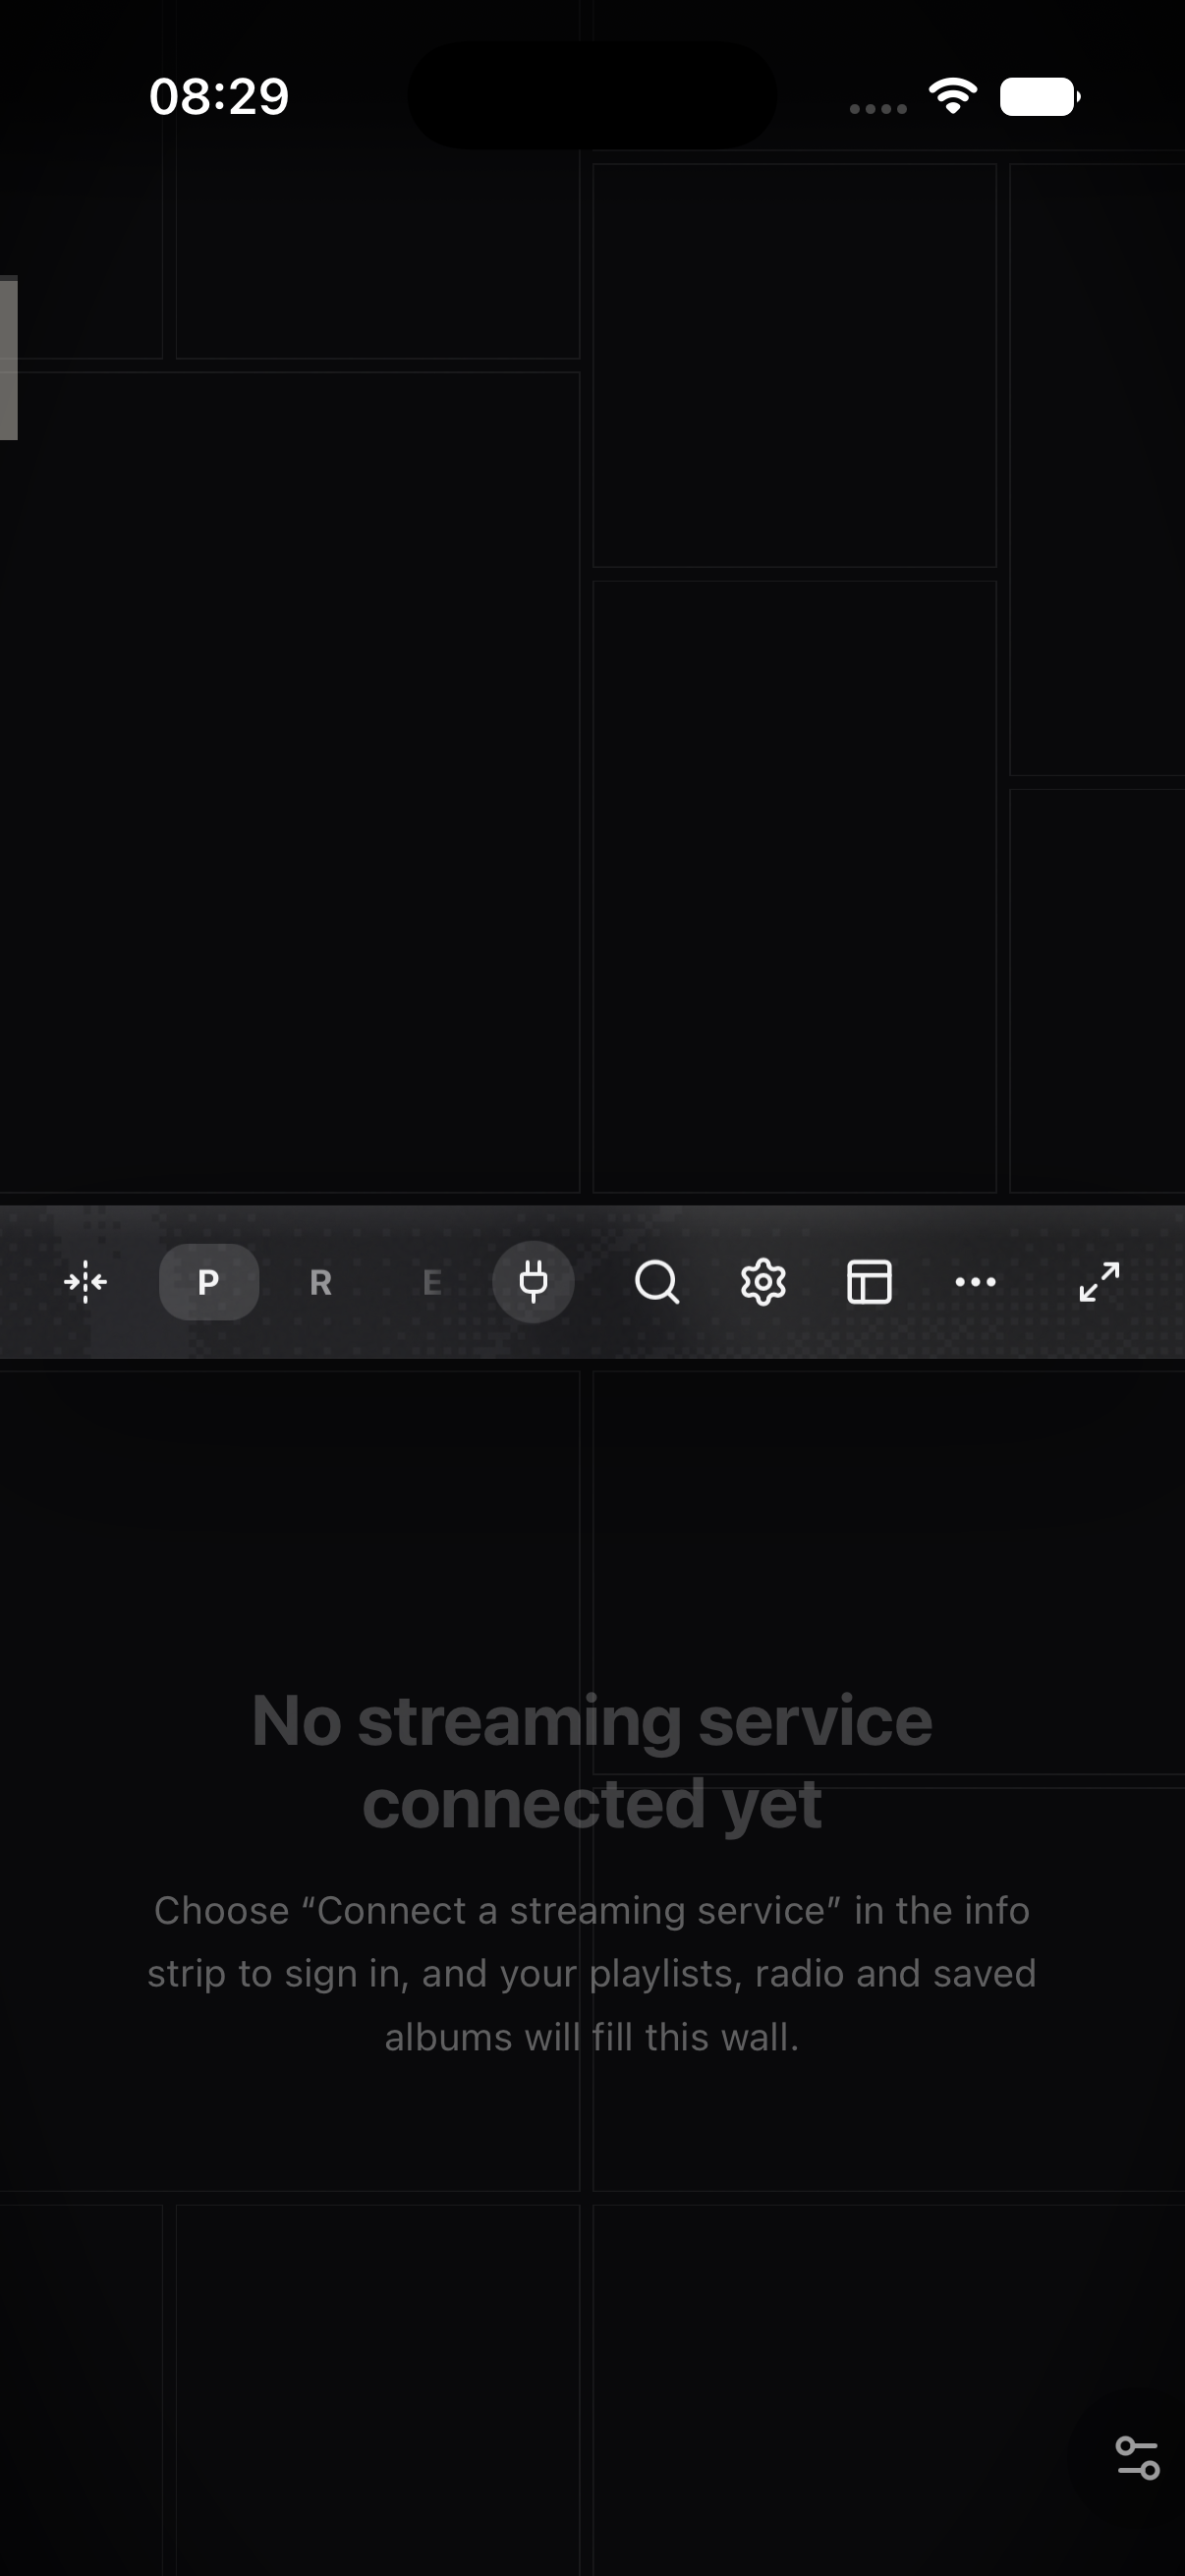 08:29
P R E
No streaming service
connected yet
Choose “Connect a streaming service” in the info
strip to sign in, and your playlists, radio and saved
albums will fill this wall.